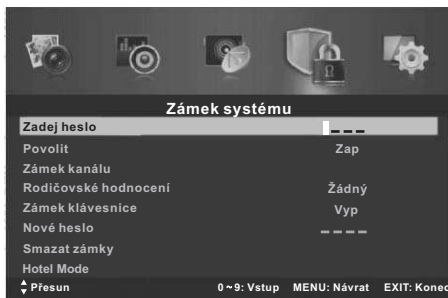 Zámek systému
Zadej heslo _ _ _
Povolit Zap
Zámek kanálu
Rodičovské hodnocení Žádný
Zámek klávesnice Vyp
Nové heslo _ _ _ _
Smazat zámky
Hotel Mode
Přesun 0~9: Vstup MENU: Návrat EXIT: Konec